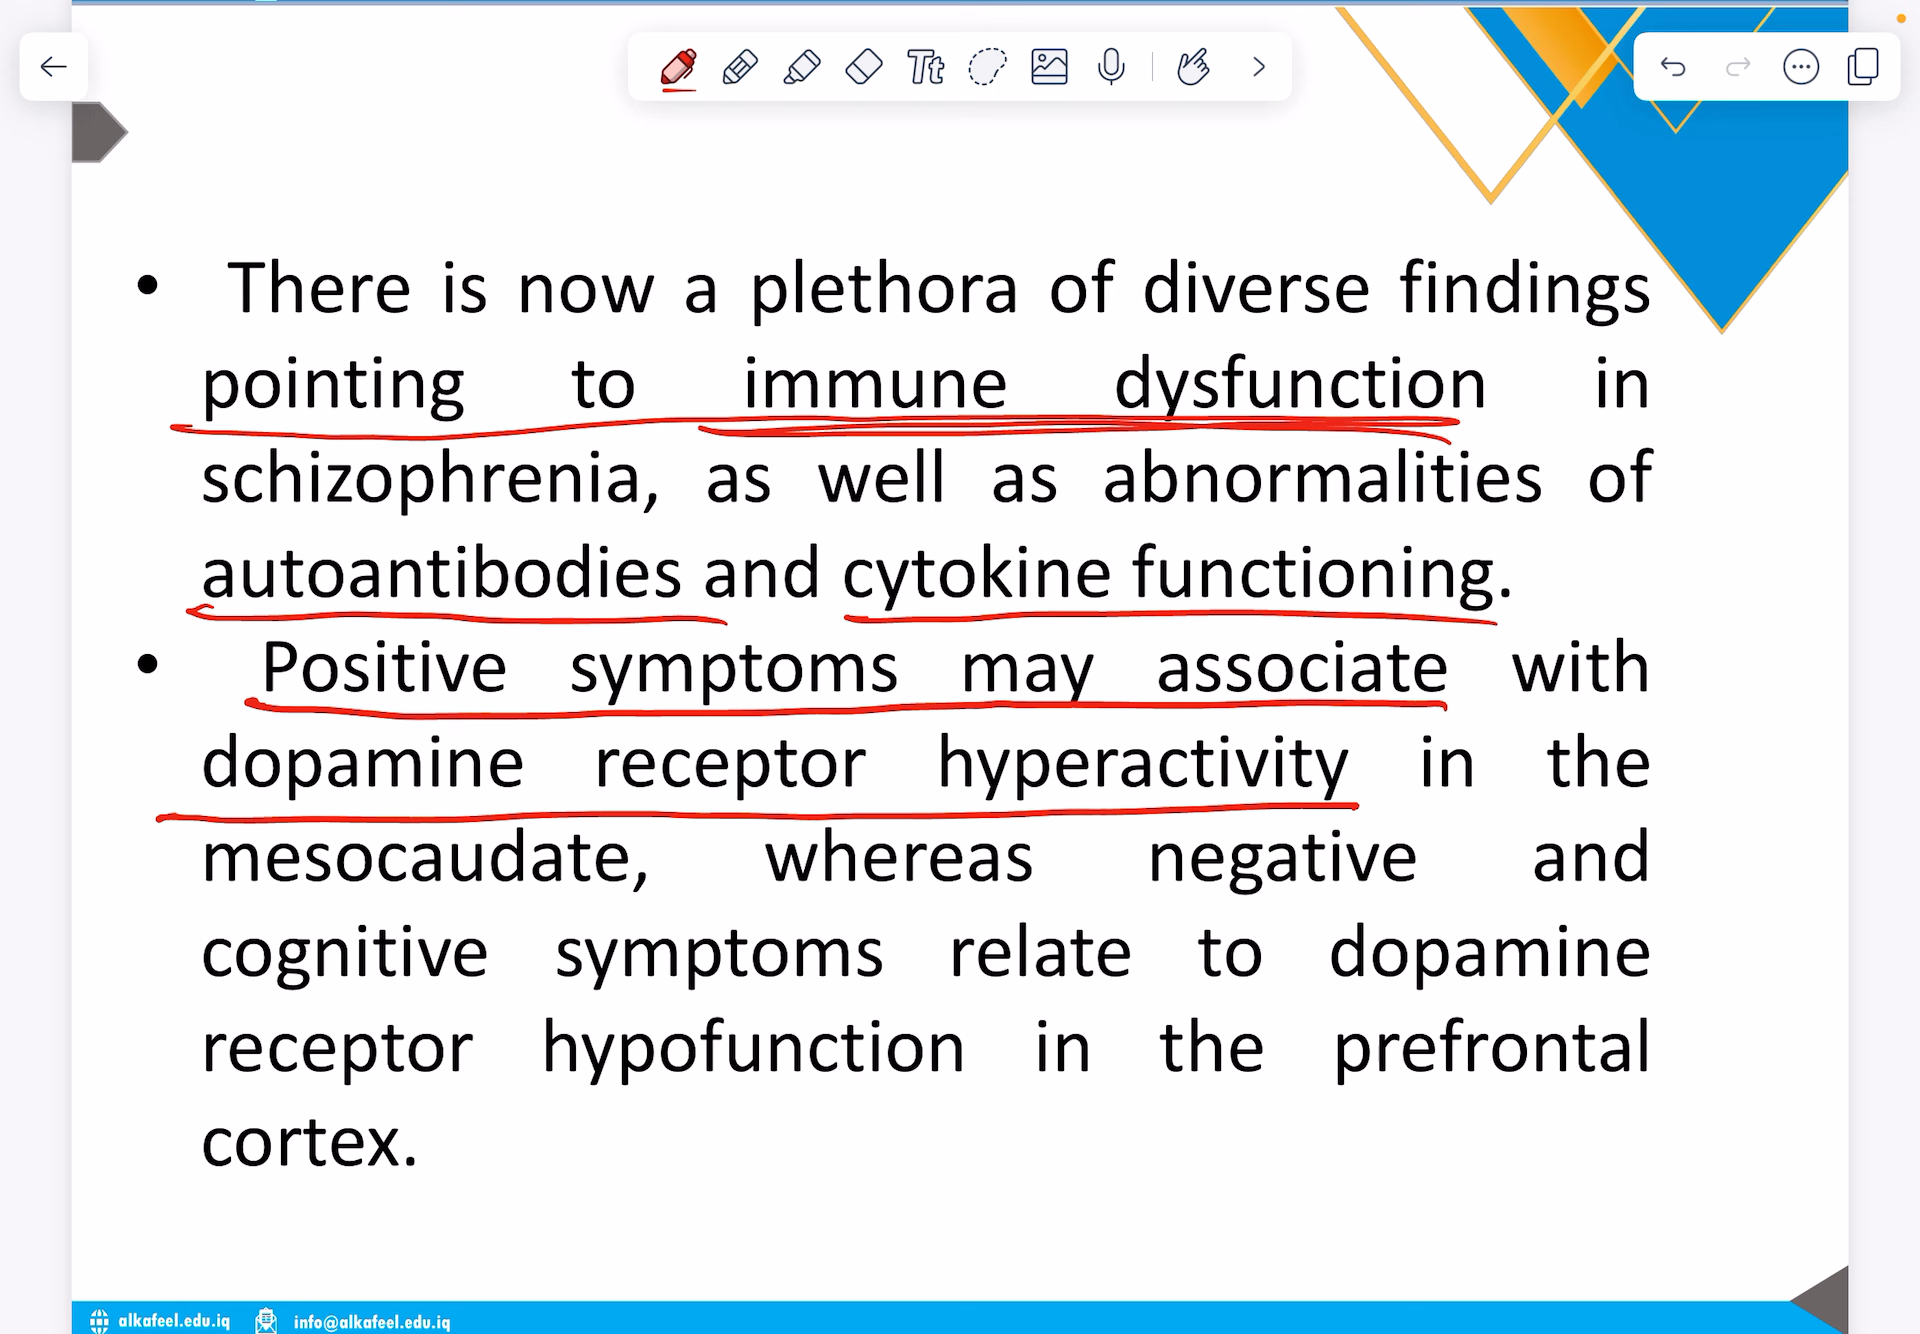 Tt
• There is now a plethora of diverse findings
pointing to immune dysfunction in
schizophrenia, as well as abnormalities of
autoantibodies and cytokine functioning.
• Positive symptoms may associate with
dopamine receptor hyperactivity in the
mesocaudate, whereas negative and
cognitive symptoms relate to dopamine
receptor hypofunction in the prefrontal
cortex.
alkafeel.edu.iq info@alkafeel.edu.iq